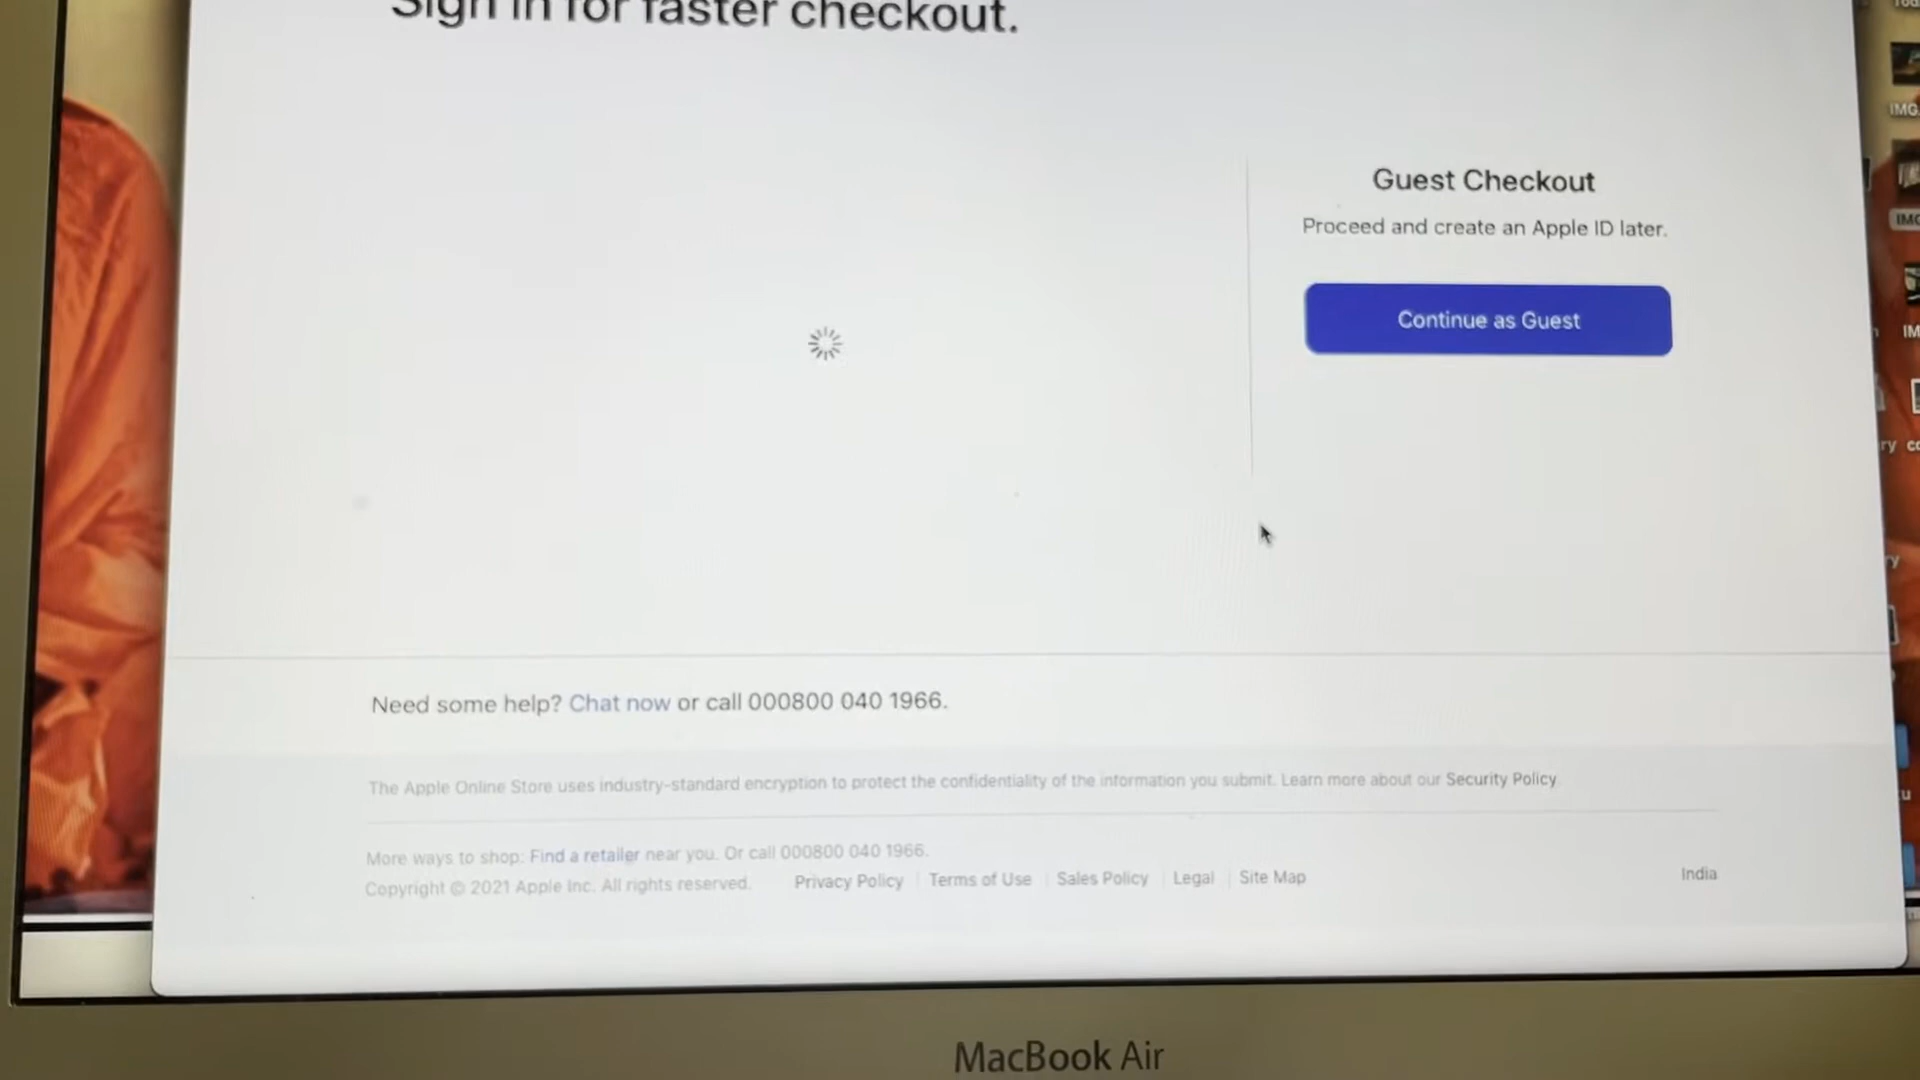 Sign in for faster checkout.
Guest Checkout
Proceed and create an Apple ID later.
Continue as Guest
Need some help? Chat now or call 000800 040 1966.
The Apple Online Store uses industry-standard encryption to protect the confidentiality of the information you submit. Learn more about our Security Policy
More ways to shop: Find a retailer near you. Or call 000800 040 1966.
Copyright © 2021 Apple Inc. All rights reserved. Privacy Policy Terms of Use Sales Policy Legal Site Map India
IMG
MacBook Air